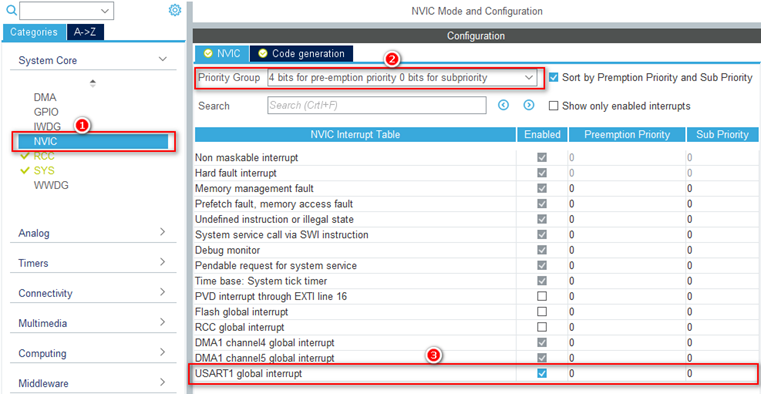 NVIC Mode and Configuration
Categories
A->Z
Configuration
System Core
NVIC
Code generation
2
Priority Group 4 bits for pre-emption priority 0 bits for subpriority
Sort by Premption Priority and Sub Priority
DMA
GPIO
IWDG
1
NVIC
RCC
SYS
WWDG
Search Search (Crtl+F)
Show only enabled interrupts
NVIC Interrupt Table Enabled Preemption Priority Sub Priority
Non maskable interrupt 0 0
Hard fault interrupt 0 0
Memory management fault 0 0
Prefetch fault, memory access fault 0 0
Undefined instruction or illegal state 0 0
System service call via SWI instruction 0 0
Debug monitor 0 0
Pendable request for system service 0 0
Time base: System tick timer 0 0
PVD interrupt through EXTI line 16 0 0
Flash global interrupt 0 0
RCC global interrupt 0 0
DMA1 channel4 global interrupt 0 0
DMA1 channel5 global interrupt 0 0
3
USART1 global interrupt 0 0
Analog
Timers
Connectivity
Multimedia
Computing
Middleware